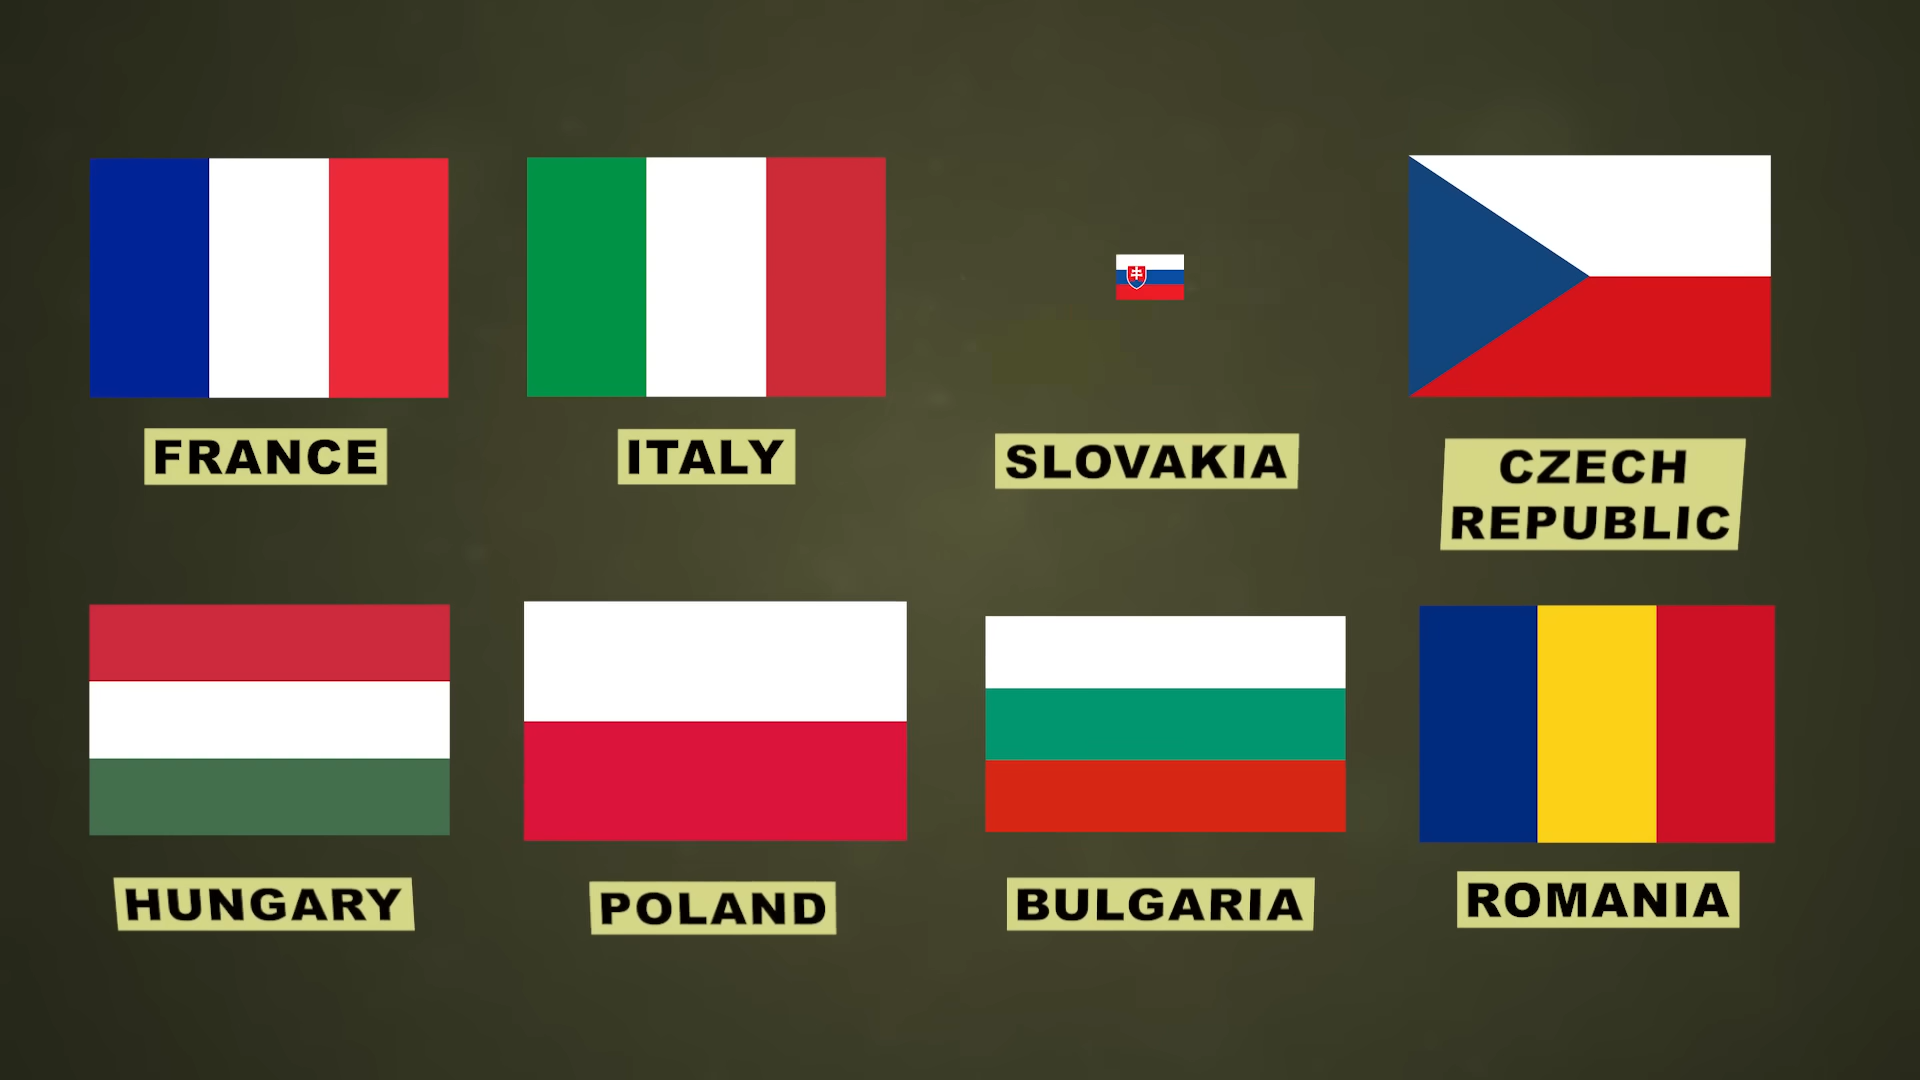 FRANCE
ITALY
SLOVAKIA
CZECH
REPUBLIC
HUNGARY
POLAND
BULGARIA
ROMANIA